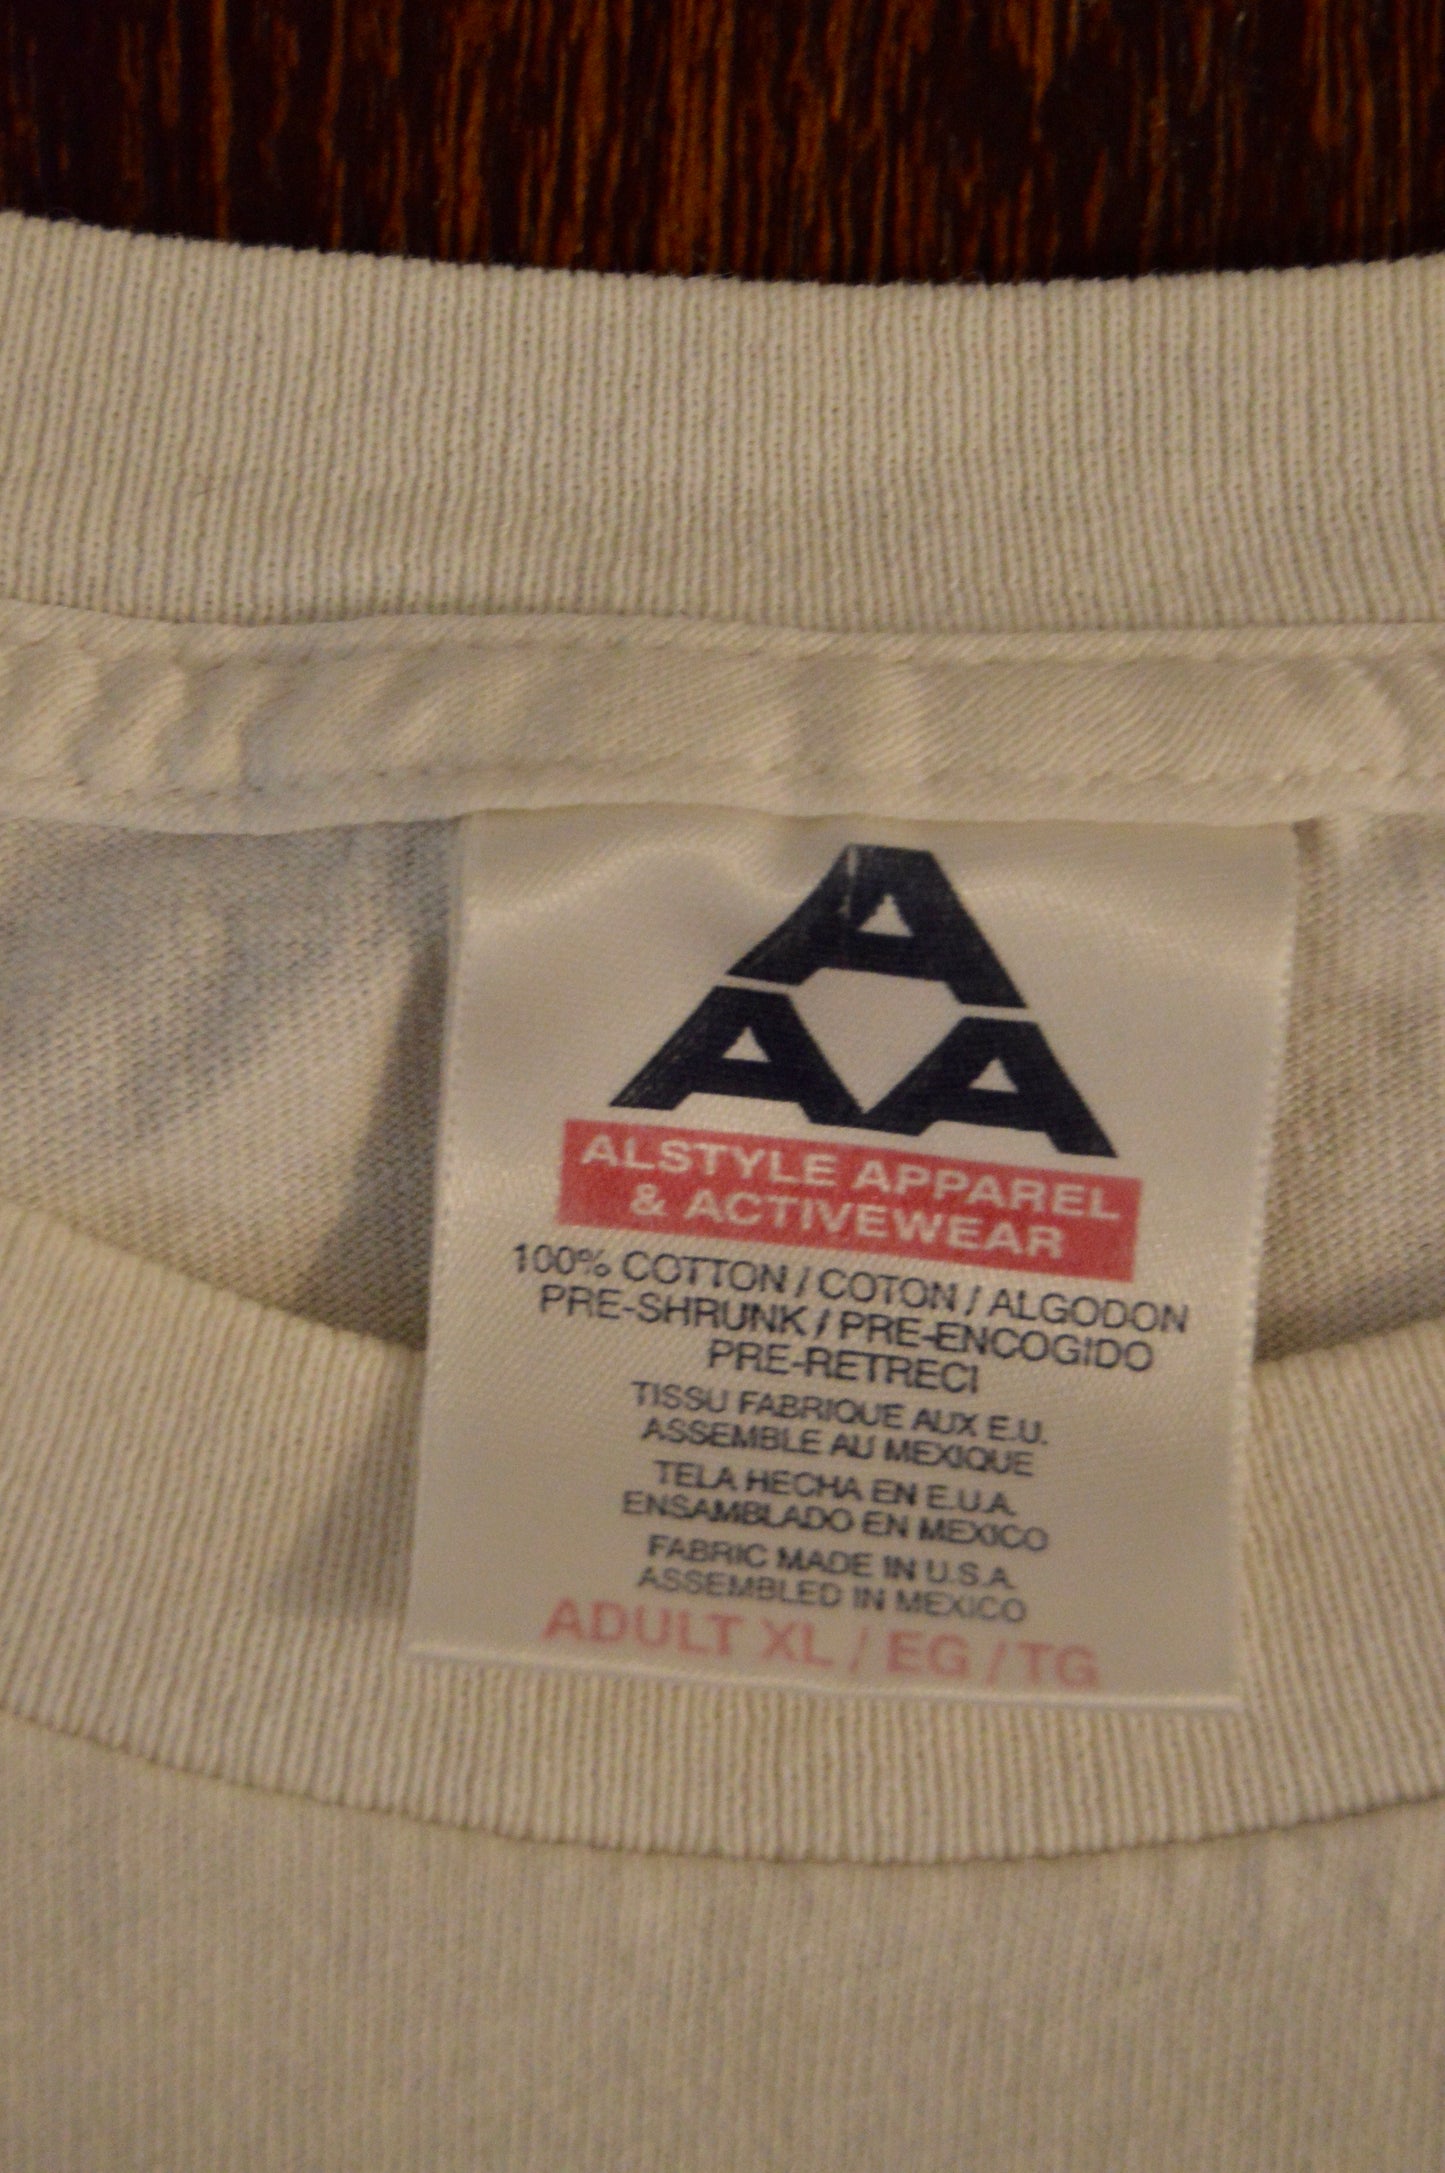 A
A A
ALSTYLE APPAREL
& ACTIVEWEAR
100% COTTON / COTON / ALGODON
PRE-SHRUNK / PRE-ENCOGIDO
PRE-RETRECI
TISSU FABRIQUE AUX E.U.
ASSEMBLE AU MEXIQUE
TELA HECHA EN E.U.A.
ENSAMBLADO EN MEXICO
FABRIC MADE IN U.S.A.
ASSEMBLED IN MEXICO
ADULT XL / EG / TG